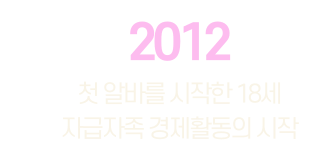 2012
첫 알바를 시작한 18세
자급자족 경제활동의 시작